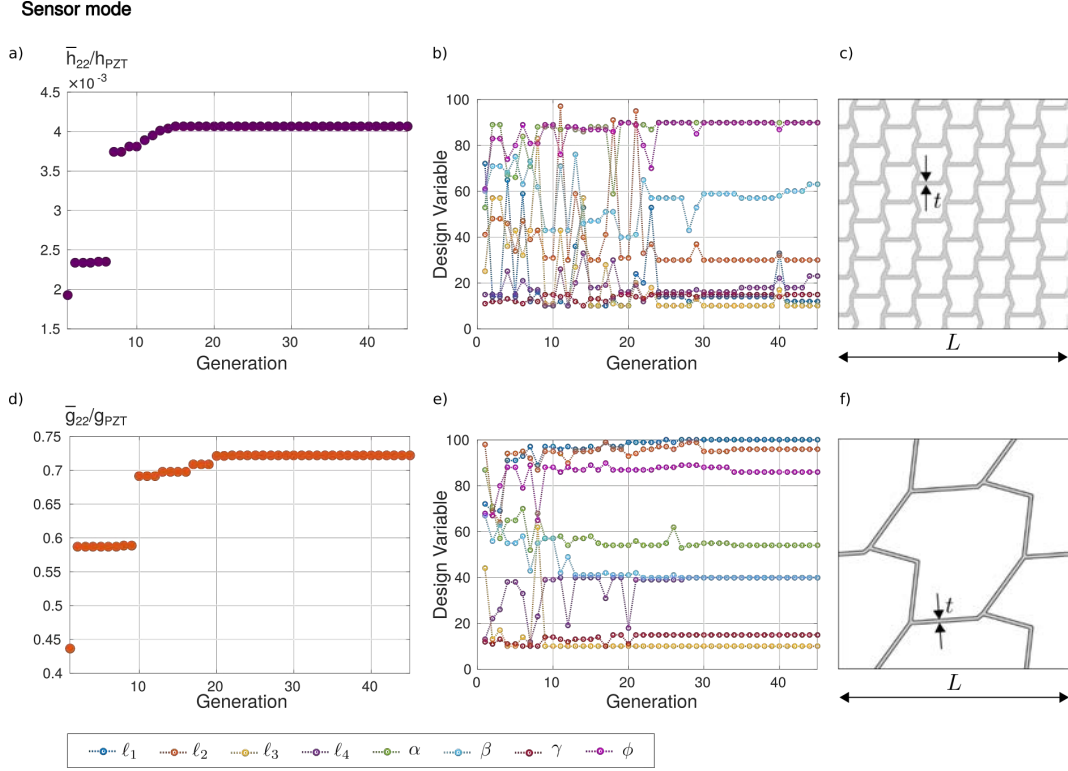 Sensor mode
a)
h̅₂₂/hPZT
×10⁻³
4.5
4
3.5
3
2.5
2
1.5
10
20
30
40
Generation
b)
100
80
60
40
20
0
0
10
20
30
40
Design Variable
Generation
c)
t
L
d)
g̅₂₂/gPZT
0.75
0.7
0.65
0.6
0.55
0.5
0.45
0.4
10
20
30
40
Generation
e)
100
80
60
40
20
0
0
10
20
30
40
Design Variable
Generation
f)
t
L
ℓ₁ ℓ₂ ℓ₃ ℓ₄ α β γ ϕ